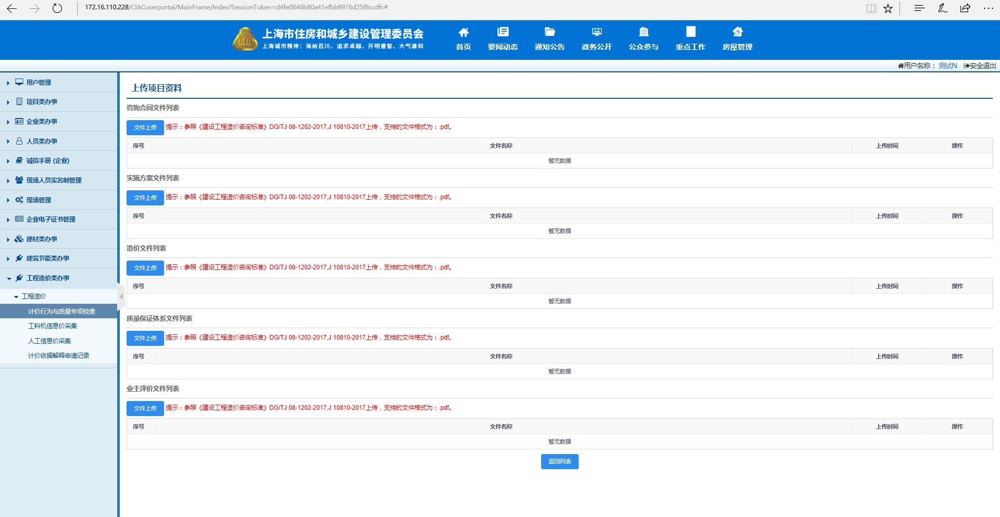 172.16.110.228/CIACuserportal/MainFrame/Index?SessionToken=d4fe0846b80a41efbb8976d25f8ccdfc#
上海市住房和城乡建设管理委员会
上海城市精神：海纳百川、追求卓越、开明睿智、大气谦和
首页 要闻动态 通知公告 政务公开 公众参与 重点工作 房屋管理
用户名称： 测试N 安全退出
用户管理
项目类办事
企业类办事
人员类办事
诚信手册 (企业)
现场人员实名制管理
现场管理
企业电子证书管理
建材类办事
建筑节能类办事
工程造价类办事
工程造价
计价行为与质量专项检查
工料机信息价采集
人工信息价采集
计价依据解释申请记录
上传项目资料
咨询合同文件列表
文件上传 提示：参照《建设工程造价咨询标准》DG/TJ 08-1202-2017,J 10810-2017上传，支持的文件格式为：.pdf。
序号 文件名称 上传时间 操作
暂无数据
实施方案文件列表
文件上传 提示：参照《建设工程造价咨询标准》DG/TJ 08-1202-2017,J 10810-2017上传，支持的文件格式为：.pdf。
序号 文件名称 上传时间 操作
暂无数据
造价文件列表
文件上传 提示：参照《建设工程造价咨询标准》DG/TJ 08-1202-2017,J 10810-2017上传，支持的文件格式为：.pdf。
序号 文件名称 上传时间 操作
暂无数据
质量保证体系文件列表
文件上传 提示：参照《建设工程造价咨询标准》DG/TJ 08-1202-2017,J 10810-2017上传，支持的文件格式为：.pdf。
序号 文件名称 上传时间 操作
暂无数据
业主评价文件列表
文件上传 提示：参照《建设工程造价咨询标准》DG/TJ 08-1202-2017,J 10810-2017上传，支持的文件格式为：.pdf。
序号 文件名称 上传时间 操作
暂无数据
返回列表